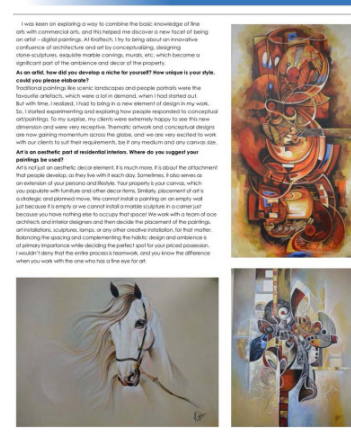 I was keen on exploring a way to combine the basic knowledge of fine
arts with commercial arts, and this helped me discover a new facet of being
an artist – digital paintings. At Kraftech, I try to bring about an innovative
confluence of architecture and art by conceptualizing, designing
stone-sculptures, exquisite marble carvings, murals, etc. which become a
significant part of the ambience and decor of the property.
As an artist, how did you develop a niche for yourself? How unique is your style,
could you please elaborate?
Traditional paintings like scenic landscapes and people portraits were the
favourite artefacts, which were a lot in demand, when I had started out.
But with time, I realized, I had to bring in a new element of design in my work.
So, I started experimenting and exploring how people responded to conceptual
art/paintings. To my surprise, my clients were extremely happy to see this new
dimension and were very receptive. Thematic artwork and conceptual designs
are now gaining momentum across the globe, and we are very excited to work
with our clients to suit their requirements, be it any medium and any canvas size.
Art is an aesthetic part of residential interiors. Where do you suggest your
paintings be used?
Art is not just an aesthetic decor element, it is much more. It is about the attachment
that people develop, as they live with it each day. Sometimes, it also serves as
an extension of your persona and lifestyle. Your property is your canvas, which
you populate with furniture and other decor items. Similarly, placement of art is
a strategic and planned move. We cannot install a painting on an empty wall
just because it is empty or we cannot install a marble sculpture in a corner just
because you have nothing else to occupy that space! We work with a team of ace
architects and interior designers and then decide the placement of the paintings,
art installations, sculptures, lamps, or any other creative installation, for that matter.
Balancing the spacing and complementing the holistic design and ambience is
of primary importance while deciding the perfect spot for your prized possession.
I wouldn't deny that the entire process is teamwork, and you know the difference
when you work with the one who has a fine eye for art.